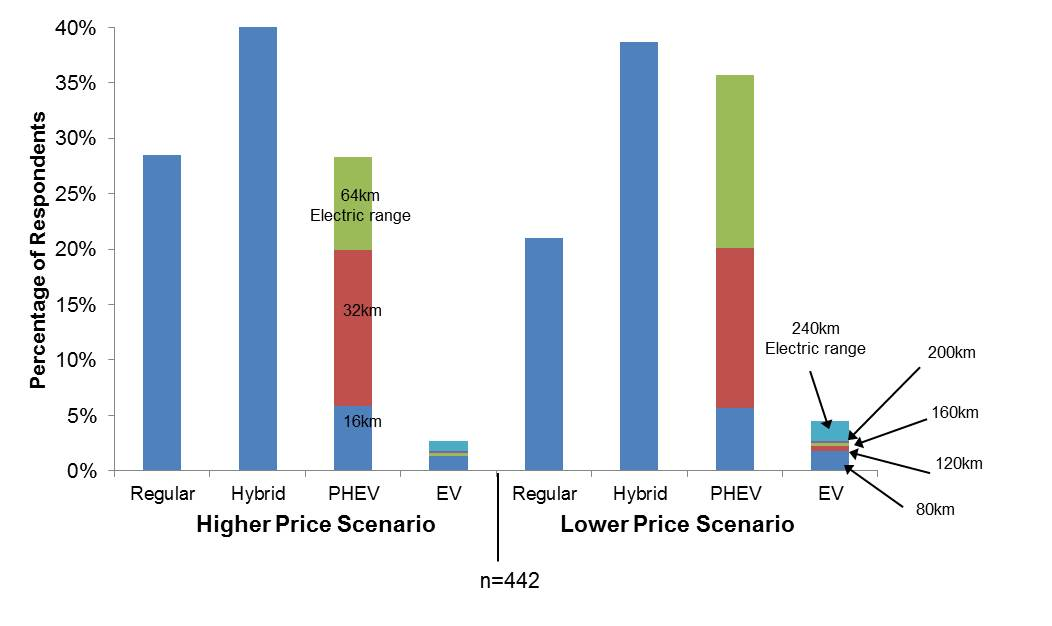 Percentage of Respondents
40%
35%
30%
25%
20%
15%
10%
5%
0%
64km
Electric range
32km
16km
240km
Electric range
200km
160km
120km
80km
Regular
Hybrid
PHEV
EV
Regular
Hybrid
PHEV
EV
Higher Price Scenario
Lower Price Scenario
n=442